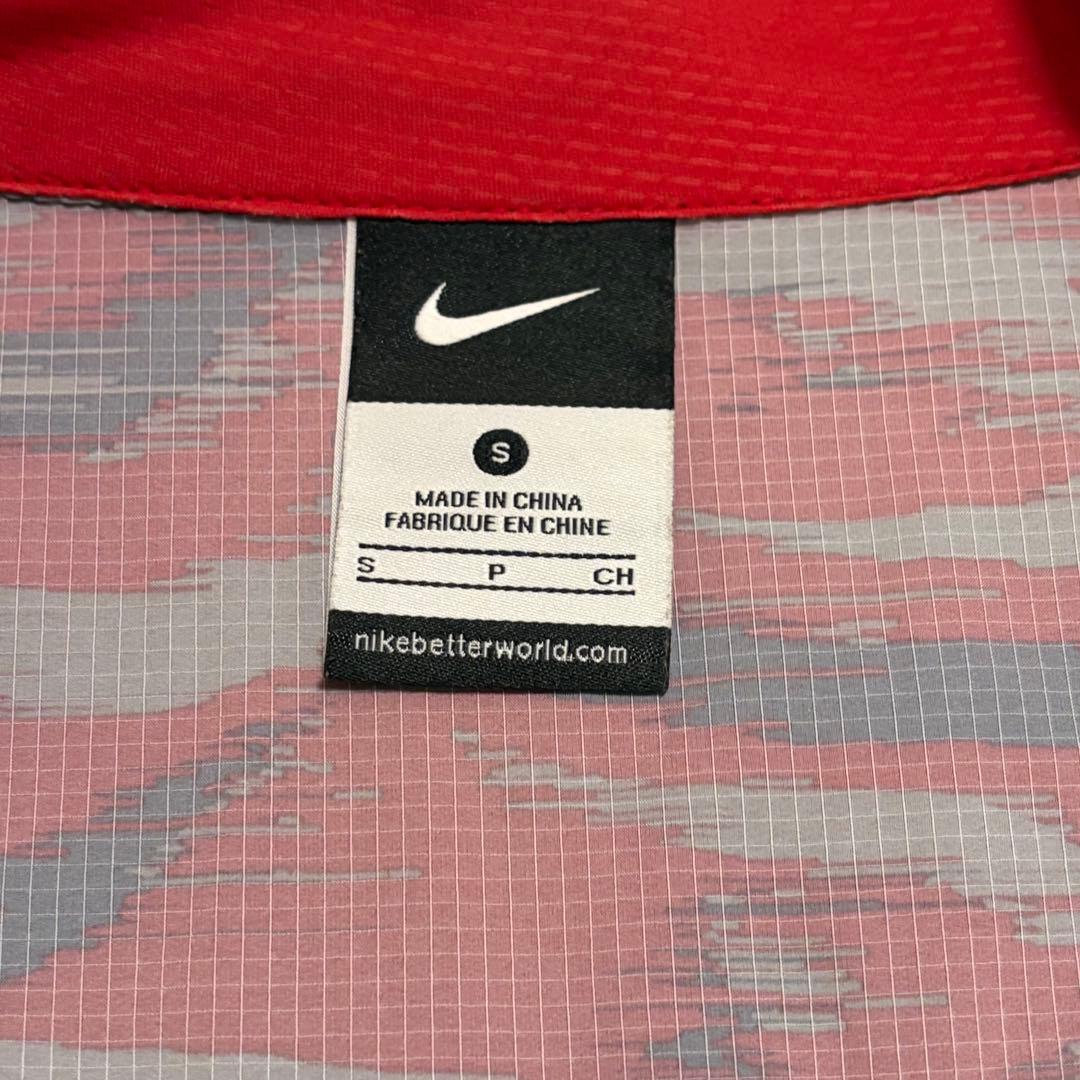 S
MADE IN CHINA
FABRIQUE EN CHINE
S P CH
nikebetterworld.com